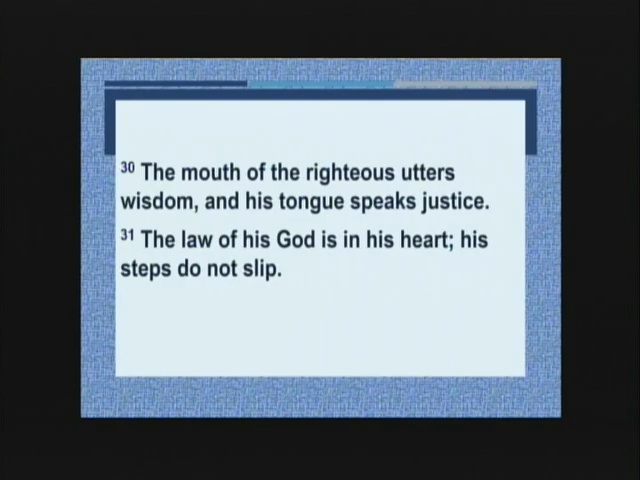 30 The mouth of the righteous utters
wisdom, and his tongue speaks justice.
31 The law of his God is in his heart; his
steps do not slip.